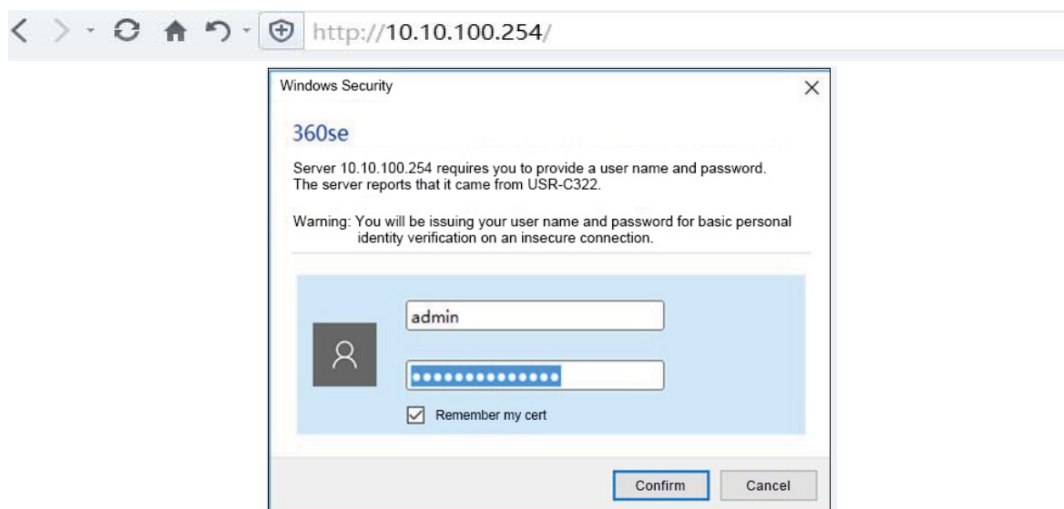 http://10.10.100.254/
Windows Security
360se
Server 10.10.100.254 requires you to provide a user name and password.
The server reports that it came from USR-C322.
Warning: You will be issuing your user name and password for basic personal
identity verification on an insecure connection.
admin
••••••••••••••
Remember my cert
Confirm
Cancel